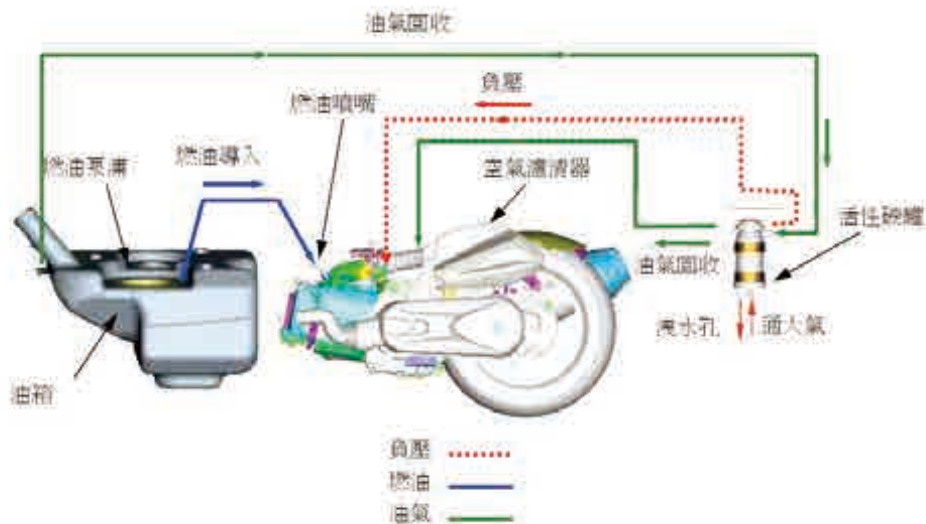 油氣回收
負壓
燃油噴嘴
燃油泵浦
燃油導入
空氣濾清器
活性碳罐
油氣回收
洩水孔
通大氣
油箱
負壓
燃油
油氣